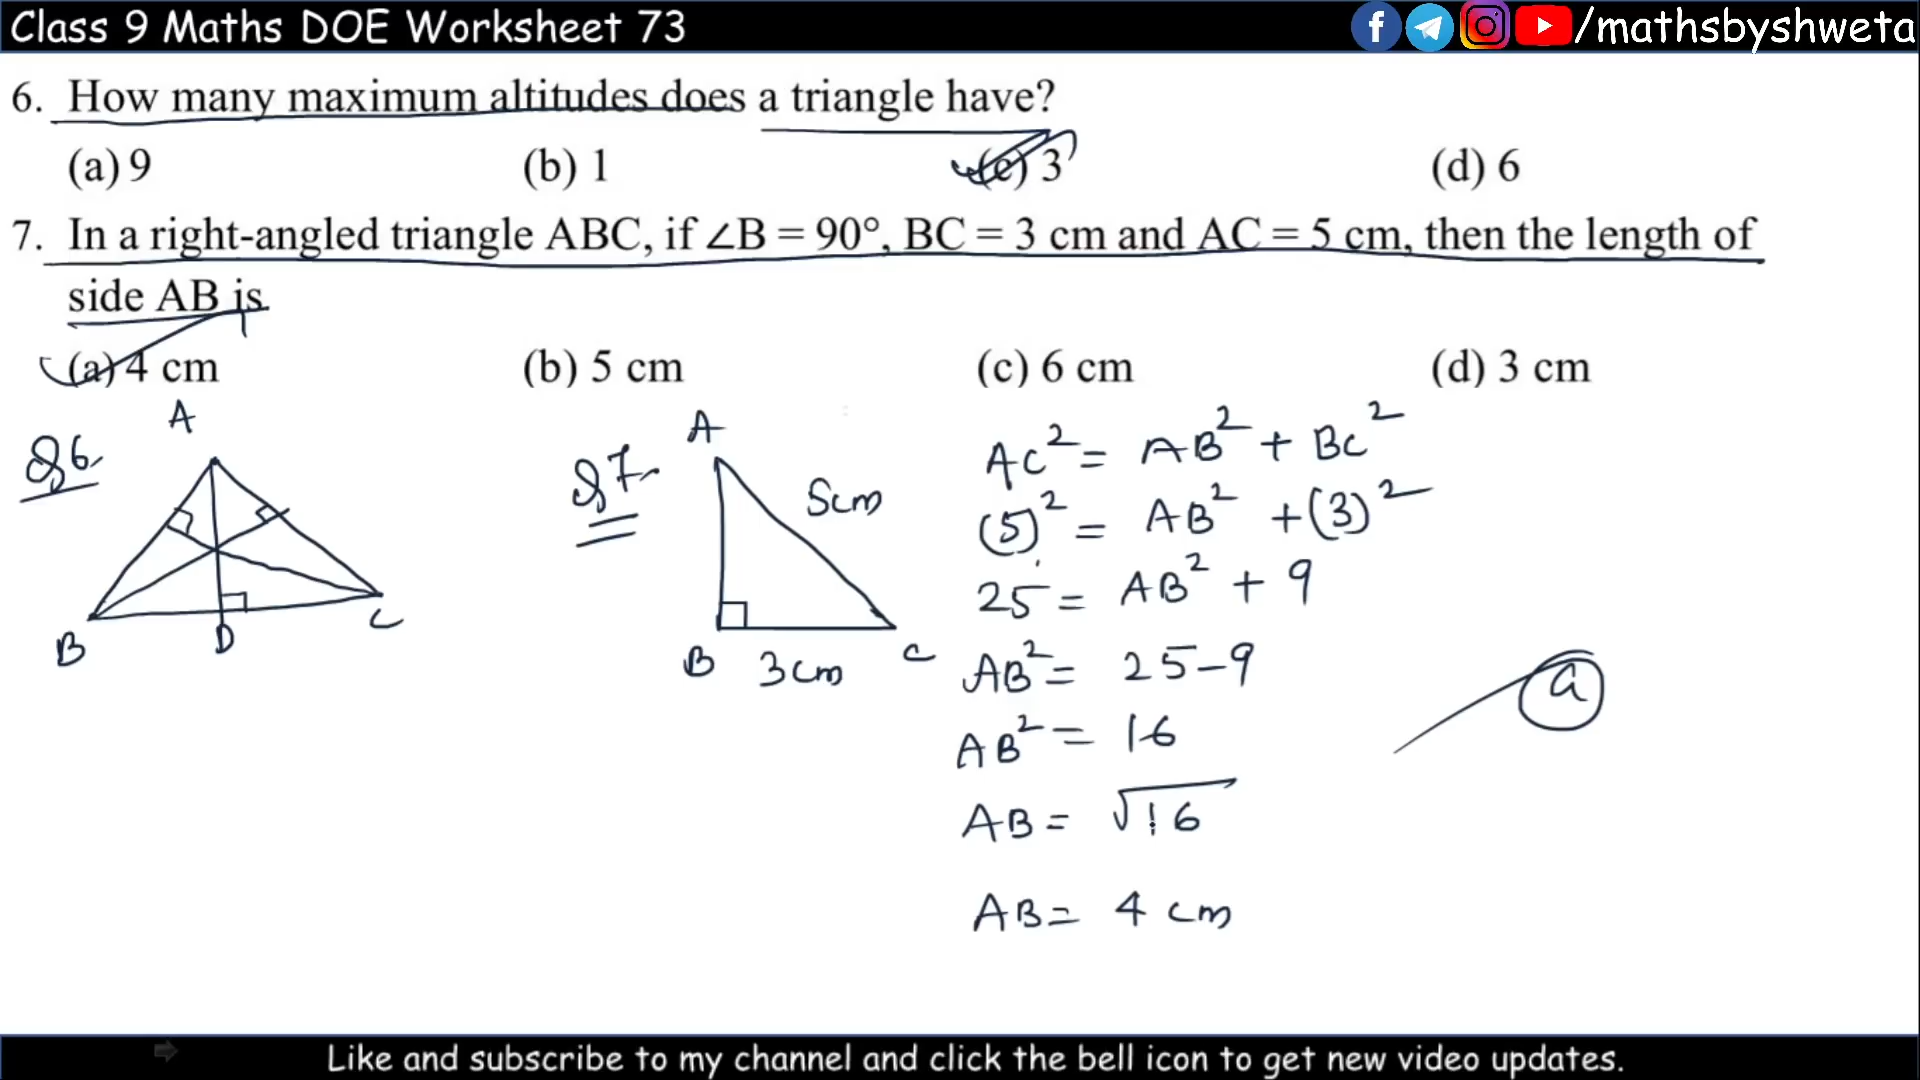 Class 9 Maths DOE Worksheet 73
/mathsbyshweta
6. How many maximum altitudes does a triangle have?
(a) 9 (b) 1 (c) 3 (d) 6
7. In a right-angled triangle ABC, if ∠B = 90°, BC = 3 cm and AC = 5 cm, then the length of
side AB is
(a) 4 cm (b) 5 cm (c) 6 cm (d) 3 cm
Q6.
A
B
D
C
Q7.
A
5cm
B 3cm C
AC² = AB² + BC²
(5)² = AB² + (3)²
25 = AB² + 9
AB² = 25-9
AB² = 16
AB = √16
AB = 4 cm
a
Like and subscribe to my channel and click the bell icon to get new video updates.